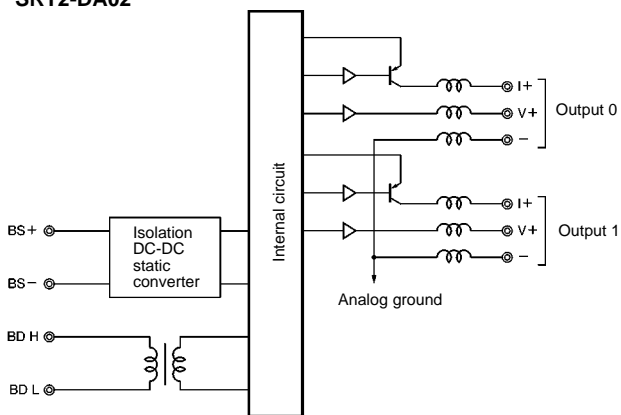 SRT2-DA02
I+
V+
Output 0
−
Internal circuit
I+
BS+
Isolation
DC-DC
static
converter
V+
Output 1
−
BS−
Analog ground
BD H
BD L